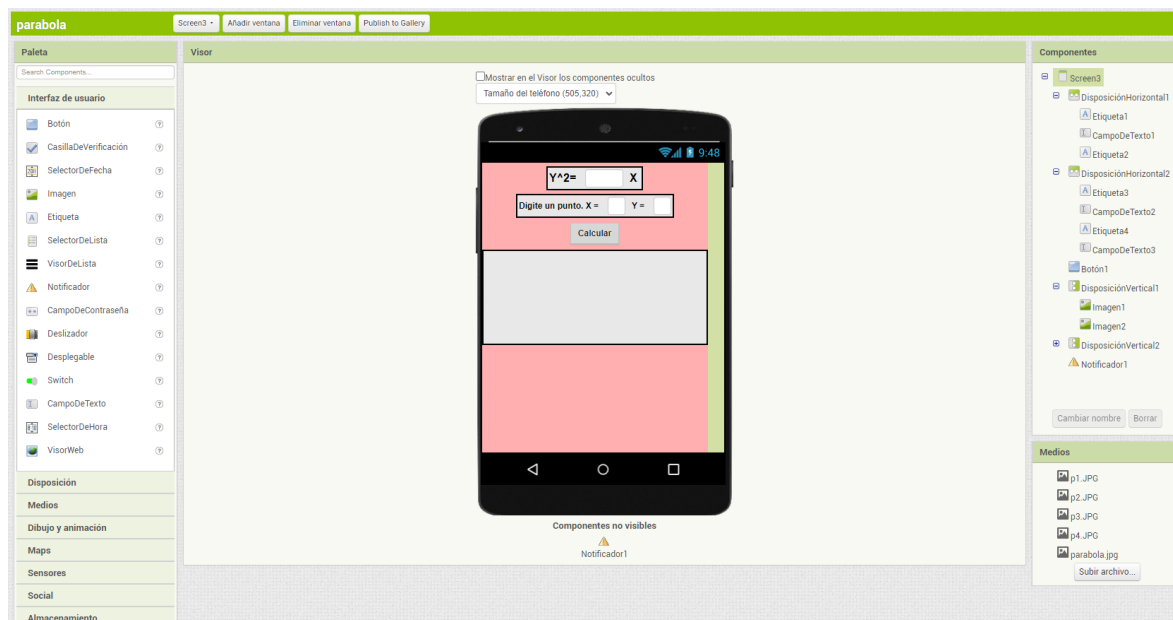 parabola
Screen3
Añadir ventana
Eliminar ventana
Publish to Gallery
Paleta
Search Components...
Interfaz de usuario
Botón
CasillaDeVerificación
SelectorDeFecha
Imagen
Etiqueta
SelectorDeLista
VisorDeLista
Notificador
CampoDeContraseña
Deslizador
Desplegable
Switch
CampoDeTexto
SelectorDeHora
VisorWeb
Disposición
Medios
Dibujo y animación
Maps
Sensores
Social
Almacenamiento
Visor
Mostrar en el Visor los componentes ocultos
Tamaño del teléfono (505,320)
9:48
Y^2= X
Digite un punto. X = Y =
Calcular
Componentes no visibles
Notificador1
Componentes
Screen3
DisposiciónHorizontal1
Etiqueta1
CampoDeTexto1
Etiqueta2
DisposiciónHorizontal2
Etiqueta3
CampoDeTexto2
Etiqueta4
CampoDeTexto3
Botón1
DisposiciónVertical1
Imagen1
Imagen2
DisposiciónVertical2
Notificador1
Cambiar nombre
Borrar
Medios
p1.JPG
p2.JPG
p3.JPG
p4.JPG
parabola.jpg
Subir archivo...